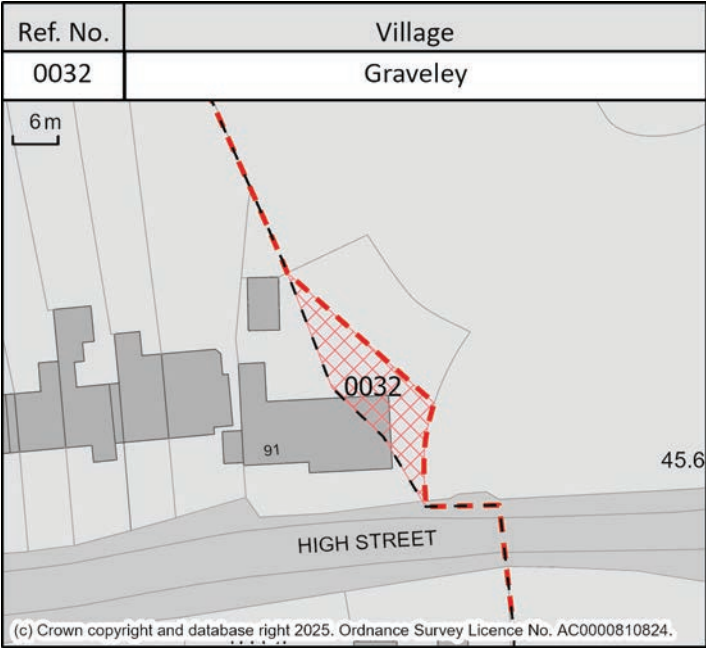 Ref. No. Village
0032 Graveley
6 m
0032
91
45.6
HIGH STREET
(c) Crown copyright and database right 2025. Ordnance Survey Licence No. AC0000810824.